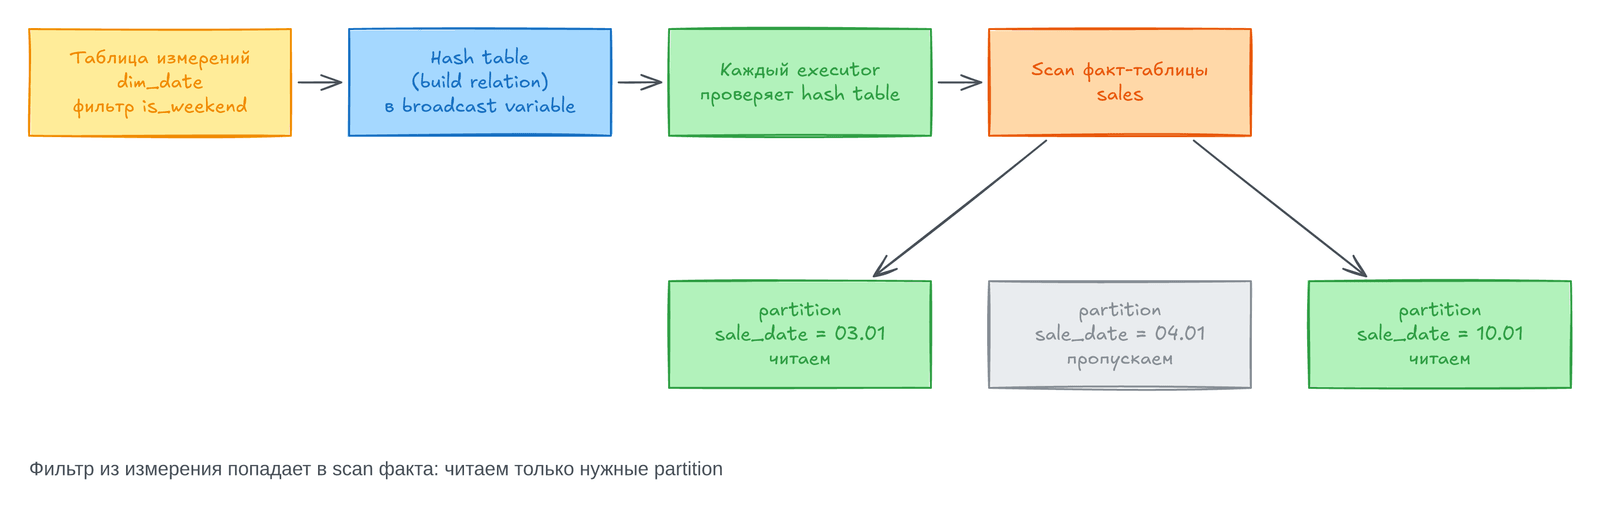 Таблица измерений
dim_date
фильтр is_weekend
Hash table
(build relation)
в broadcast variable
Каждый executor
проверяет hash table
Scan факт-таблицы
sales
partition
sale_date = 03.01
читаем
partition
sale_date = 04.01
пропускаем
partition
sale_date = 10.01
читаем
Фильтр из измерения попадает в scan факта: читаем только нужные partition